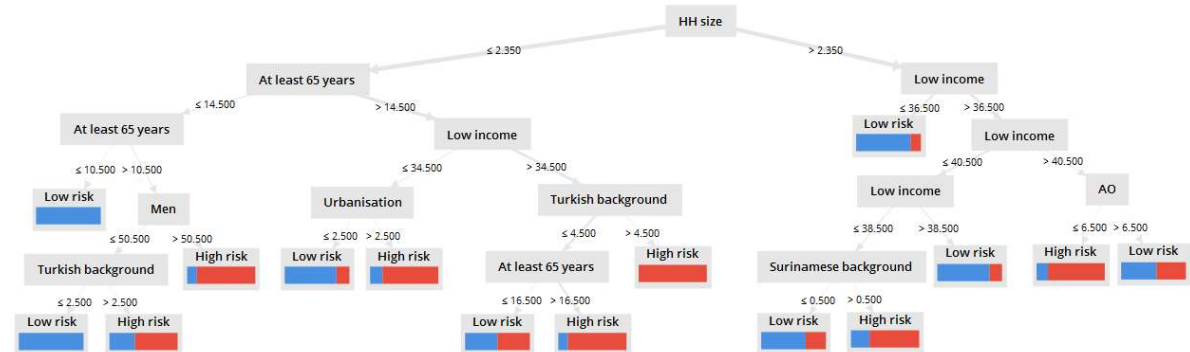 HH size
≤ 2.350 > 2.350
At least 65 years Low income
≤ 14.500 > 14.500 ≤ 36.500 > 36.500
At least 65 years Low income Low risk Low income
≤ 10.500 > 10.500 ≤ 34.500 > 34.500 ≤ 40.500 > 40.500
Low risk Men Urbanisation Turkish background Low income AO
≤ 50.500 > 50.500 ≤ 2.500 > 2.500 ≤ 4.500 > 4.500 ≤ 38.500 > 38.500 ≤ 6.500 > 6.500
Turkish background High risk Low risk High risk At least 65 years High risk Surinamese background Low risk High risk Low risk
≤ 2.500 > 2.500 ≤ 16.500 > 16.500 ≤ 0.500 > 0.500
Low risk High risk Low risk High risk Low risk High risk